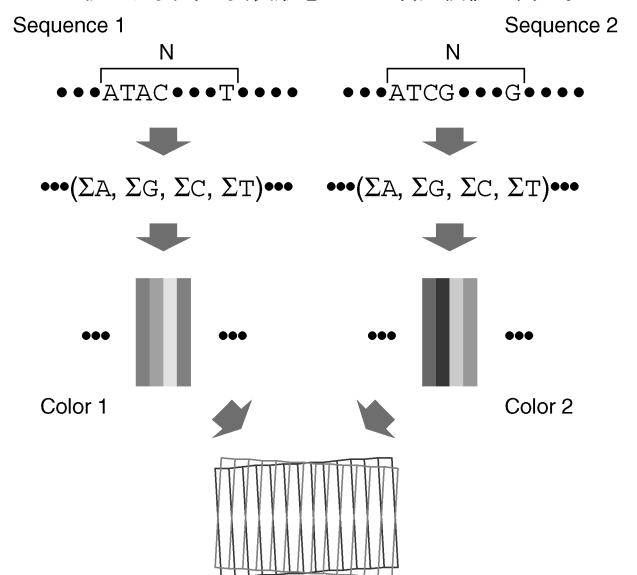 Sequence 1 Sequence 2
N N
•••ATAC•••T•••• •••ATCG•••G••••
•••(ΣA, ΣG, ΣC, ΣT)••• •••(ΣA, ΣG, ΣC, ΣT)•••
••• ••• ••• •••
Color 1 Color 2